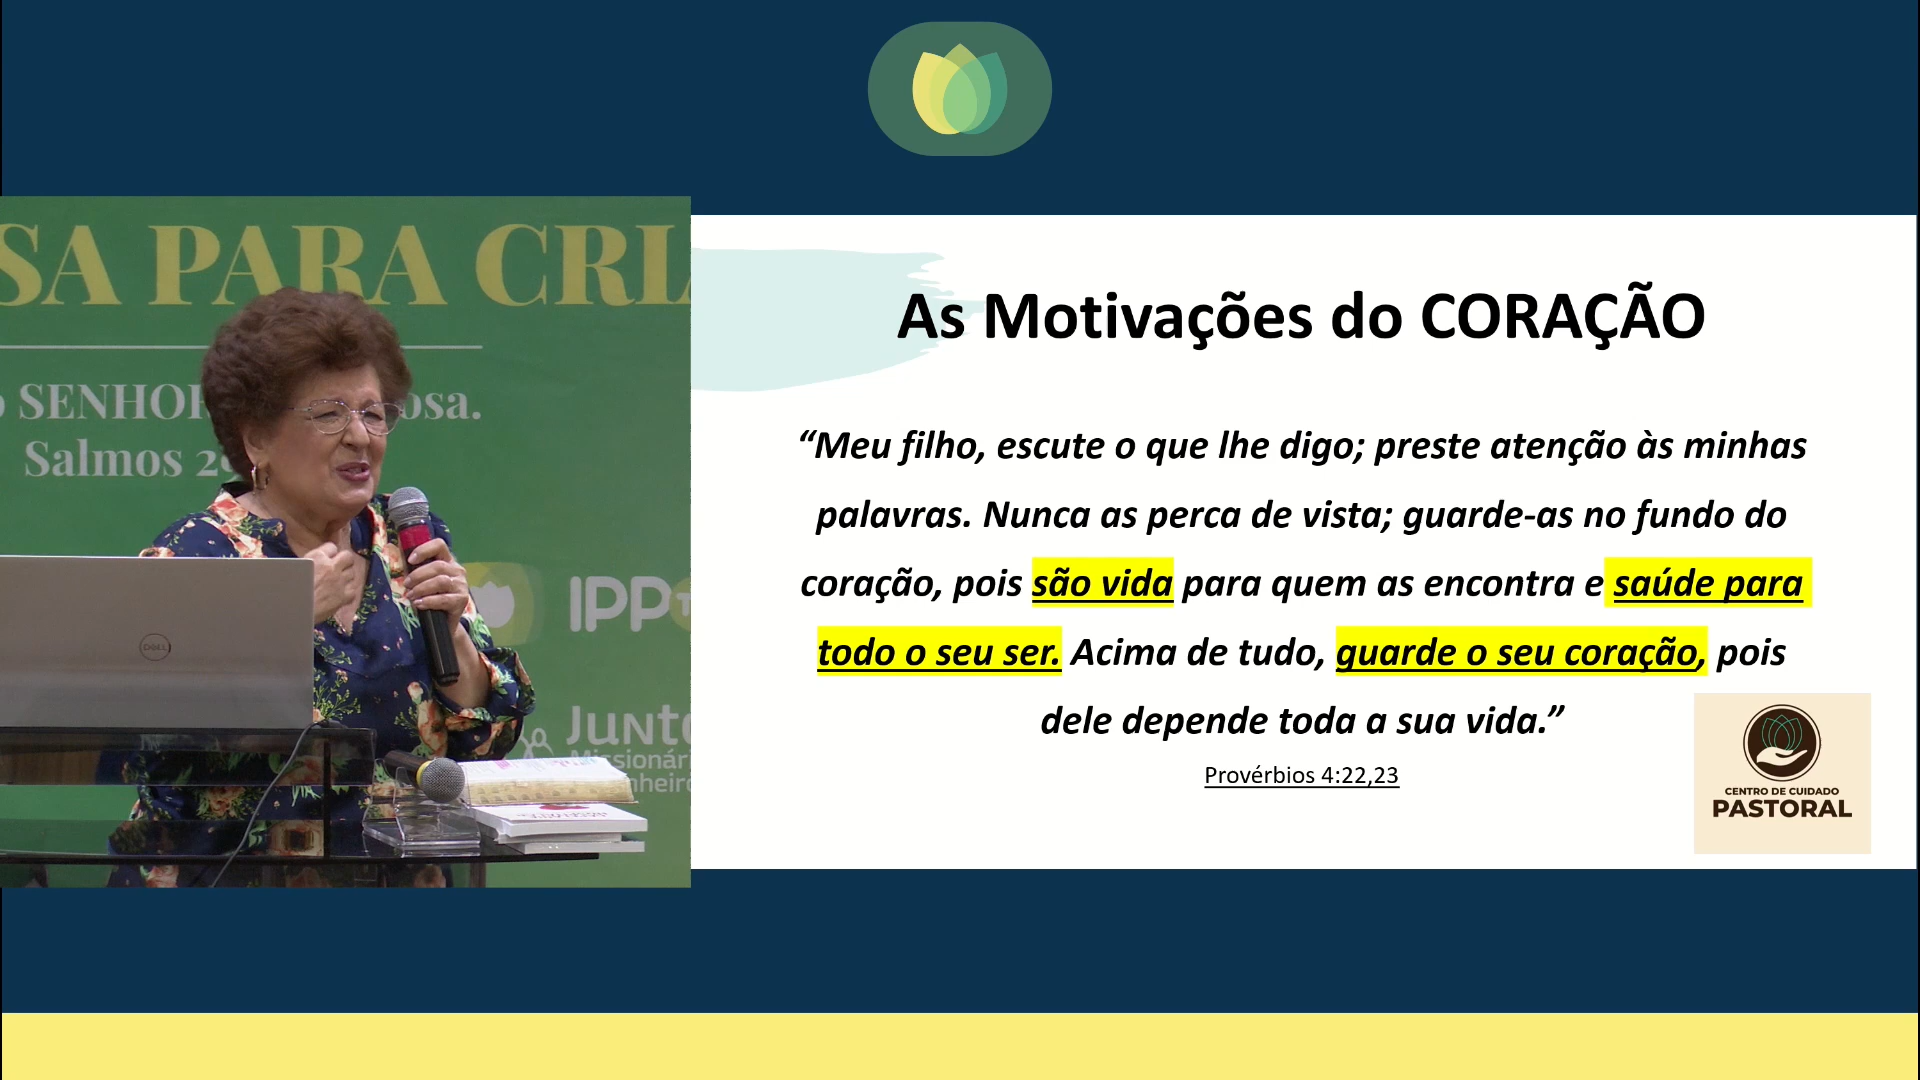 SA PARA CRI
SENHOR
osa.
Salmos
IPP
Junt
DELL
As Motivações do CORAÇÃO
“Meu filho, escute o que lhe digo; preste atenção às minhas
palavras. Nunca as perca de vista; guarde-as no fundo do
coração, pois são vida para quem as encontra e saúde para
todo o seu ser. Acima de tudo, guarde o seu coração, pois
dele depende toda a sua vida.”
Provérbios 4:22,23
CENTRO DE CUIDADO
PASTORAL